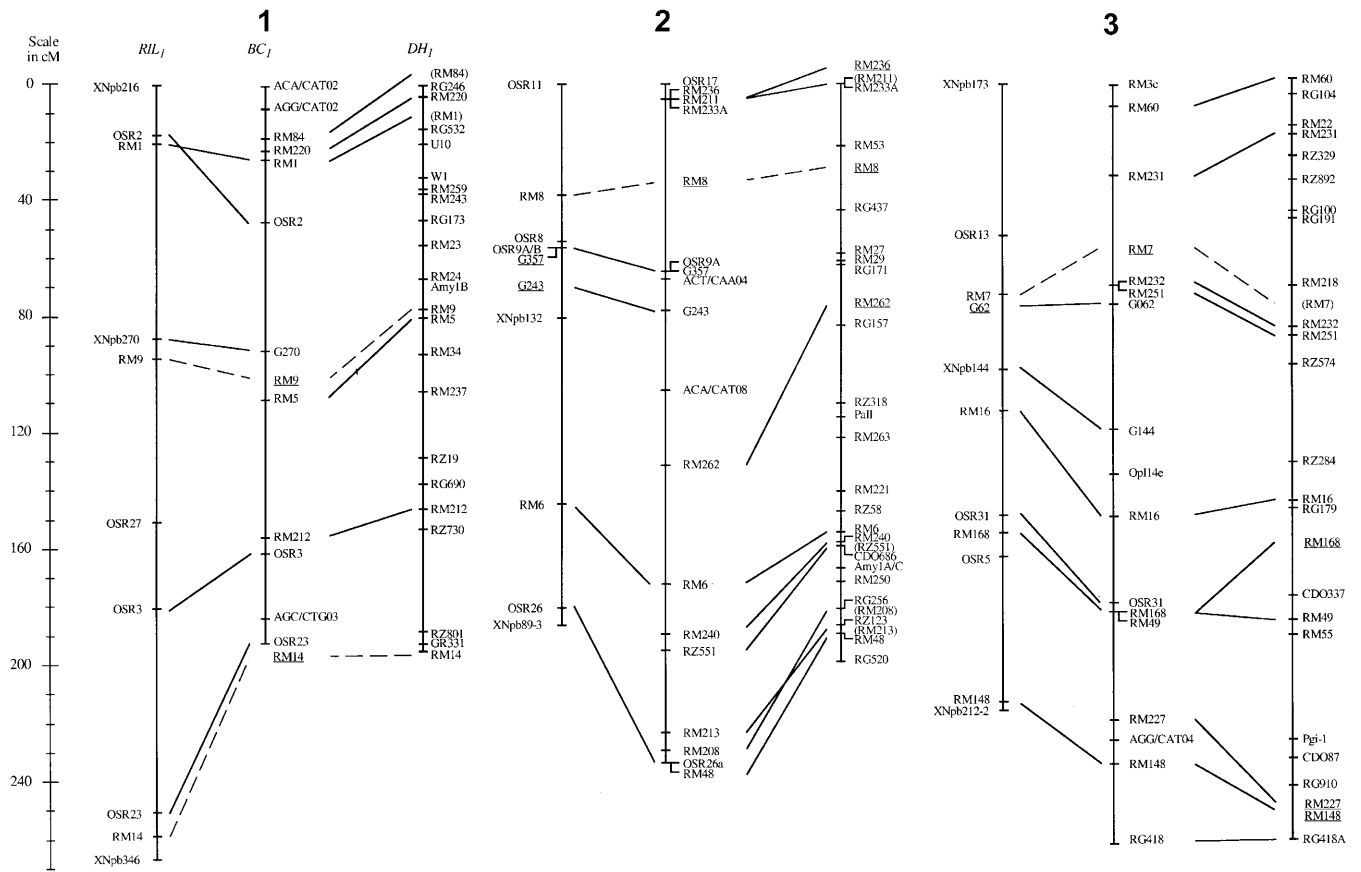 1
2
3
Scale
in cM
RIL1
BC1
DH1
0
40
80
120
160
200
240
XNpb216
OSR2
RM1
XNpb270
RM9
OSR27
OSR3
OSR23
RM14
XNpb346
ACA/CAT02
AGG/CAT02
RM84
RM220
RM1
OSR2
G270
RM9
RM5
RM212
OSR3
AGC/CTG03
OSR23
RM14
(RM84)
RG246
RM220
(RM1)
RG532
U10
W1
RM259
RM243
RG173
RM23
RM24
Amy1B
RM9
RM5
RM34
RM237
RZ19
RG690
RM212
RZ730
RZ801
GR331
RM14
OSR11
RM8
OSR8
OSR9A/B
G357
G243
XNpb132
RM6
OSR26
XNpb89-3
OSR17
RM236
RM211
RM233A
RM8
OSR9A
G357
ACT/CAA04
G243
ACA/CAT08
RM262
RM6
RM240
RZ551
RM213
RM208
OSR26a
RM48
RM236
(RM211)
RM233A
RM53
RM8
RG437
RM27
RM29
RG171
RM262
RG157
RZ318
Pall
RM263
RM221
RZ58
RM6
RM240
(RZ551)
CDO686
Amy1A/C
RM250
RG256
(RM208)
RZ123
(RM213)
RM48
RG520
XNpb173
OSR13
RM7
G62
XNpb144
RM16
OSR31
RM168
OSR5
RM148
XNpb212-2
RM3c
RM60
RM231
RM7
RM232
RM251
G062
G144
Opl14e
RM16
OSR31
RM168
RM49
RM227
AGG/CAT04
RM148
RG418
RM60
RG104
RM22
RM231
RZ329
RZ892
RG100
RG191
RM218
(RM7)
RM232
RM251
RZ574
RZ284
RM16
RG179
RM168
CDO337
RM49
RM55
Pgi-1
CDO87
RG910
RM227
RM148
RG418A